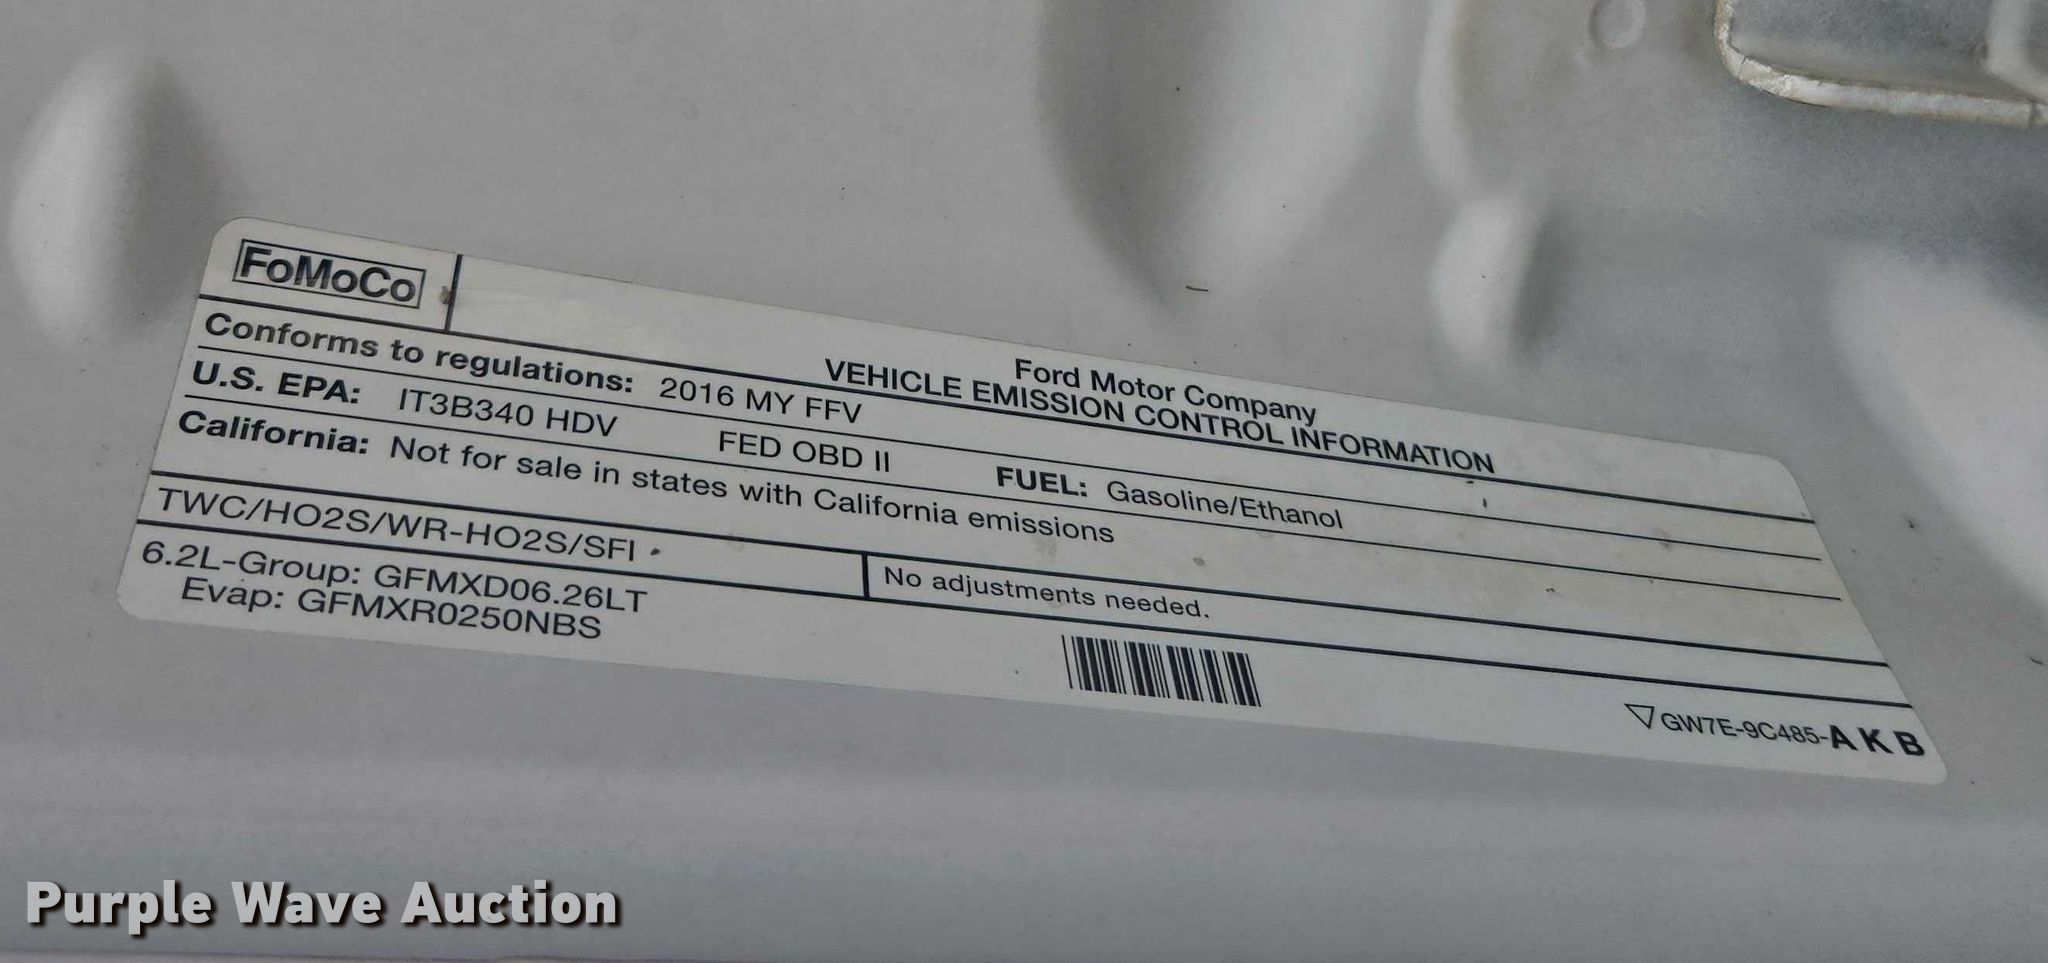 FoMoCo
Ford Motor Company
VEHICLE EMISSION CONTROL INFORMATION
Conforms to regulations: 2016 MY FFV
U.S. EPA: IT3B340 HDV FED OBD II FUEL: Gasoline/Ethanol
California: Not for sale in states with California emissions
TWC/HO2S/WR-HO2S/SFI
No adjustments needed.
6.2L-Group: GFMXD06.26LT
Evap: GFMXR0250NBS
GW7E-9C485-AKB
Purple Wave Auction